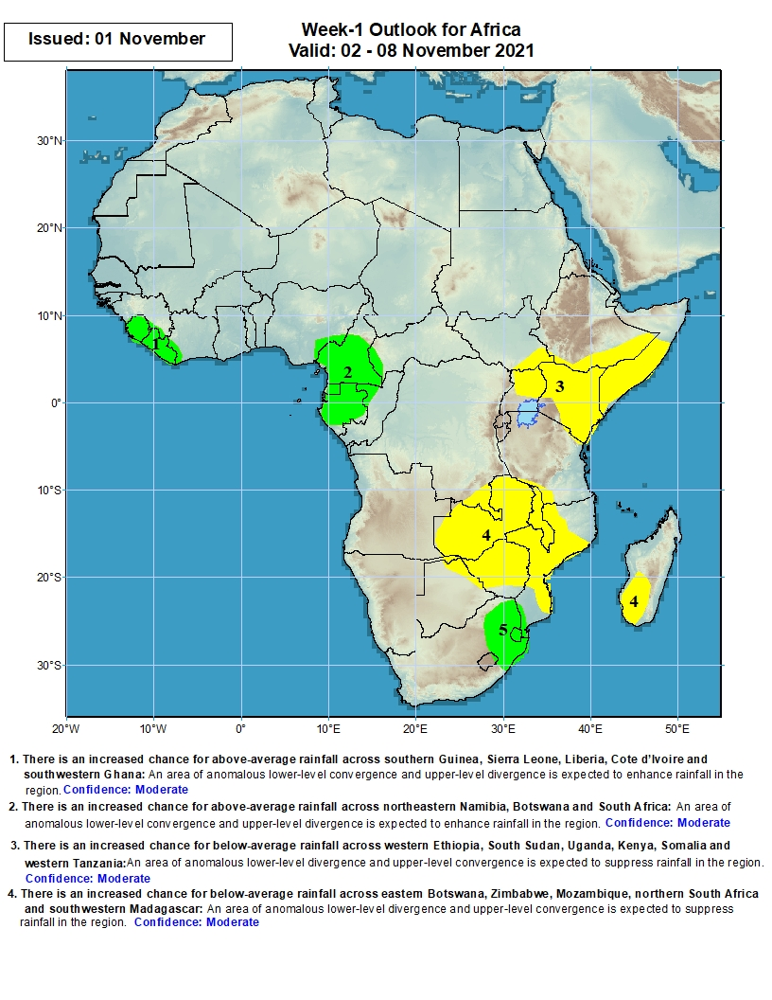 Issued: 01 November
Week-1 Outlook for Africa
Valid: 02 - 08 November 2021
30°N
20°N
10°N
0°
10°S
20°S
30°S
1
2
3
4
4
5
20°W
10°W
0°
10°E
20°E
30°E
40°E
50°E
1. There is an increased chance for above-average rainfall across southern Guinea, Sierra Leone, Liberia, Cote d'Ivoire and
southwestern Ghana: An area of anomalous lower-level convergence and upper-level divergence is expected to enhance rainfall in the
region. Confidence: Moderate
2. There is an increased chance for above-average rainfall across northeastern Namibia, Botswana and South Africa: An area of
anomalous lower-level convergence and upper-level divergence is expected to enhance rainfall in the region. Confidence: Moderate
3. There is an increased chance for below-average rainfall across western Ethiopia, South Sudan, Uganda, Kenya, Somalia and
western Tanzania:An area of anomalous lower-level divergence and upper-level convergence is expected to suppress rainfall in the region.
Confidence: Moderate
4. There is an increased chance for below-average rainfall across eastern Botswana, Zimbabwe, Mozambique, northern South Africa
and southwestern Madagascar: An area of anomalous lower-level divergence and upper-level convergence is expected to suppress
rainfall in the region. Confidence: Moderate